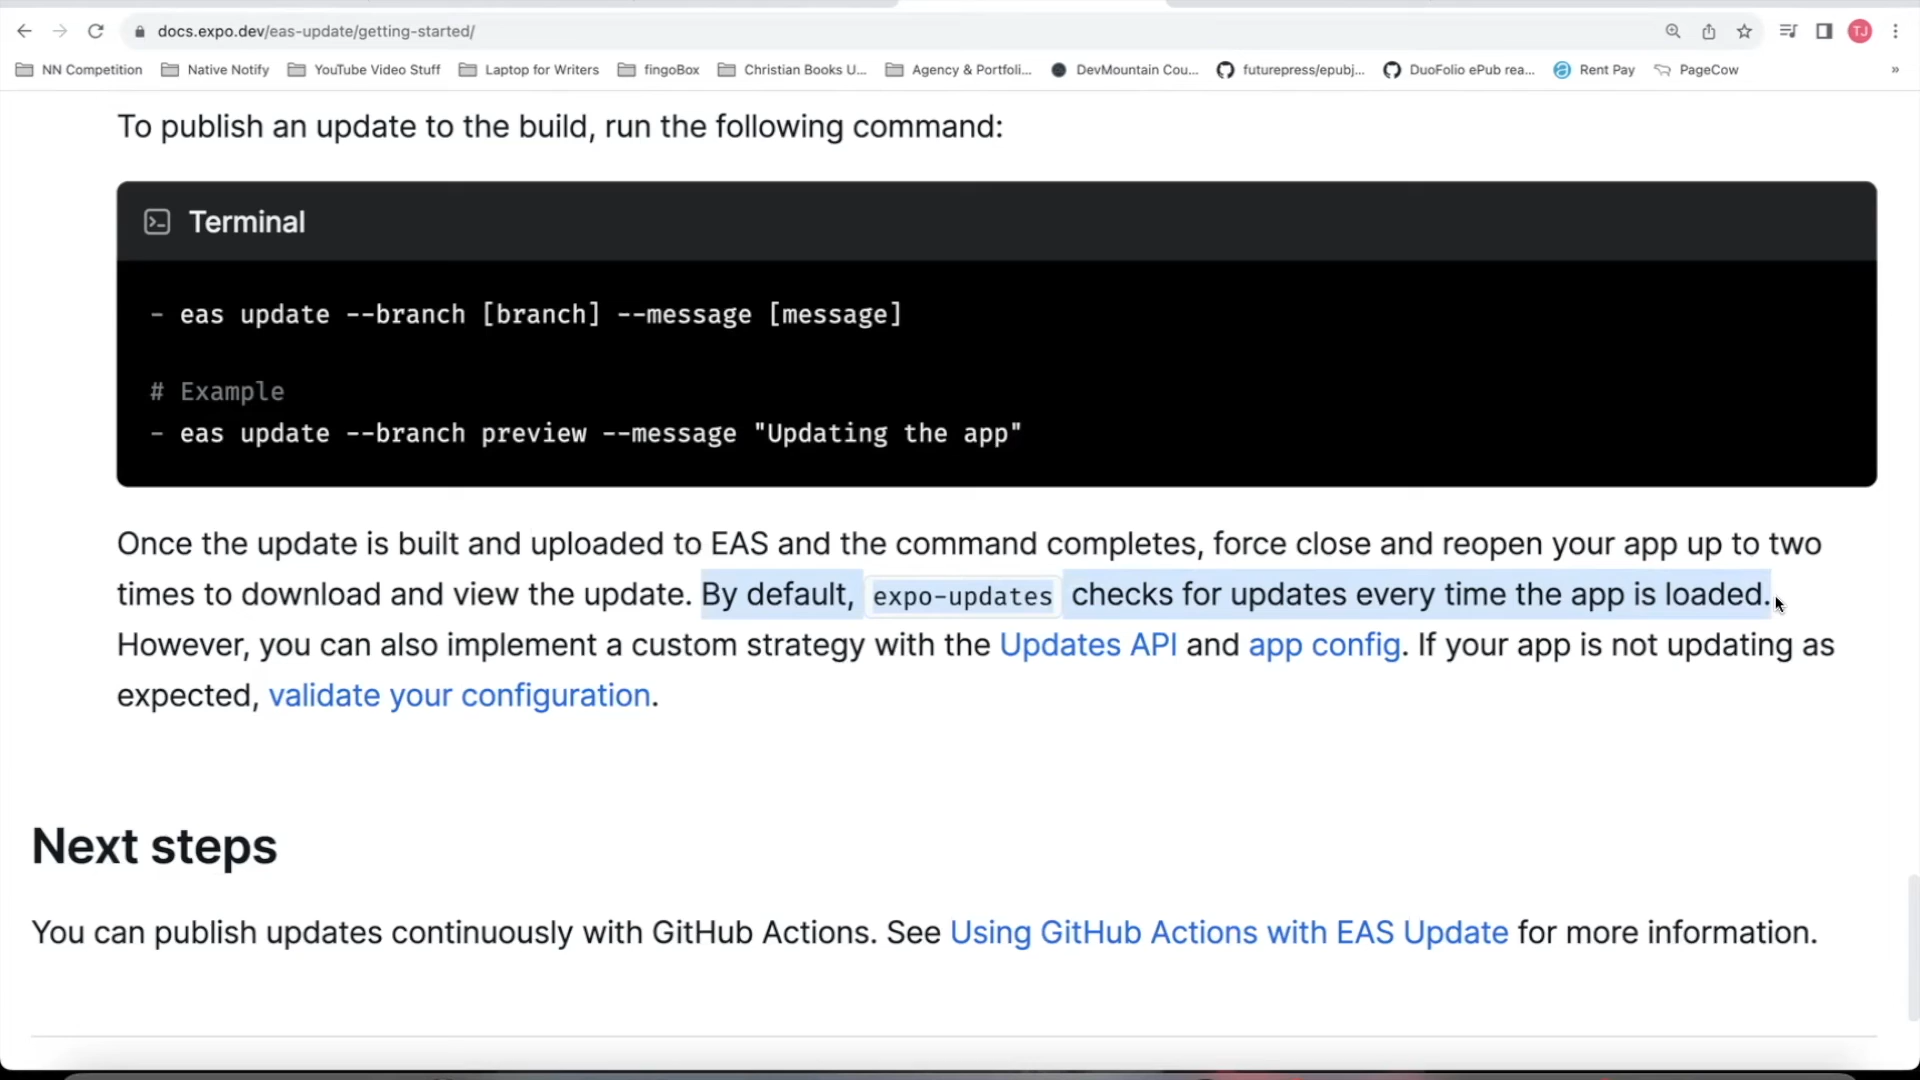 docs.expo.dev/eas-update/getting-started/
TJ
NN Competition
Native Notify
YouTube Video Stuff
Laptop for Writers
fingoBox
Christian Books U...
Agency & Portfoli...
DevMountain Cou...
futurepress/epubj...
DuoFolio ePub rea...
Rent Pay
PageCow
»
To publish an update to the build, run the following command:
Terminal
- eas update --branch [branch] --message [message]
# Example
- eas update --branch preview --message "Updating the app"
Once the update is built and uploaded to EAS and the command completes, force close and reopen your app up to two
times to download and view the update. By default, expo-updates checks for updates every time the app is loaded.
However, you can also implement a custom strategy with the Updates API and app config. If your app is not updating as
expected, validate your configuration.
Next steps
You can publish updates continuously with GitHub Actions. See Using GitHub Actions with EAS Update for more information.